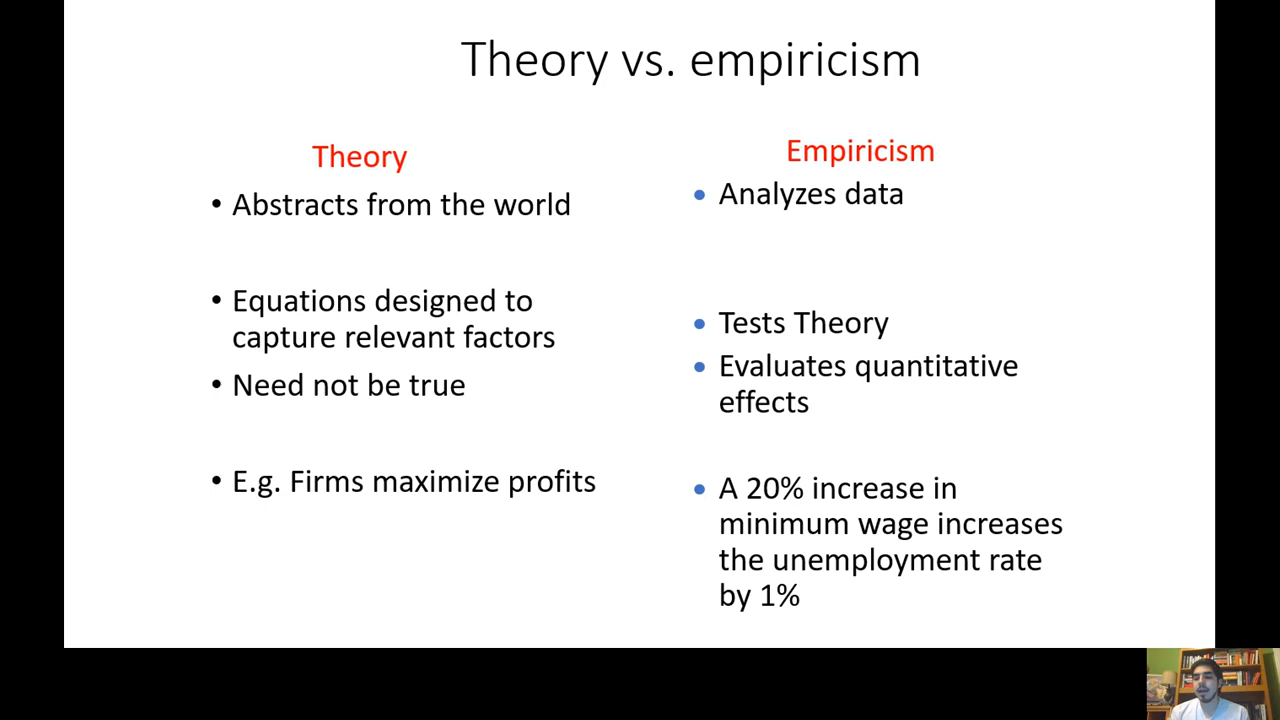 Theory vs. empiricism
Theory
• Abstracts from the world
• Equations designed to
capture relevant factors
• Need not be true
• E.g. Firms maximize profits
Empiricism
• Analyzes data
• Tests Theory
• Evaluates quantitative
effects
• A 20% increase in
minimum wage increases
the unemployment rate
by 1%